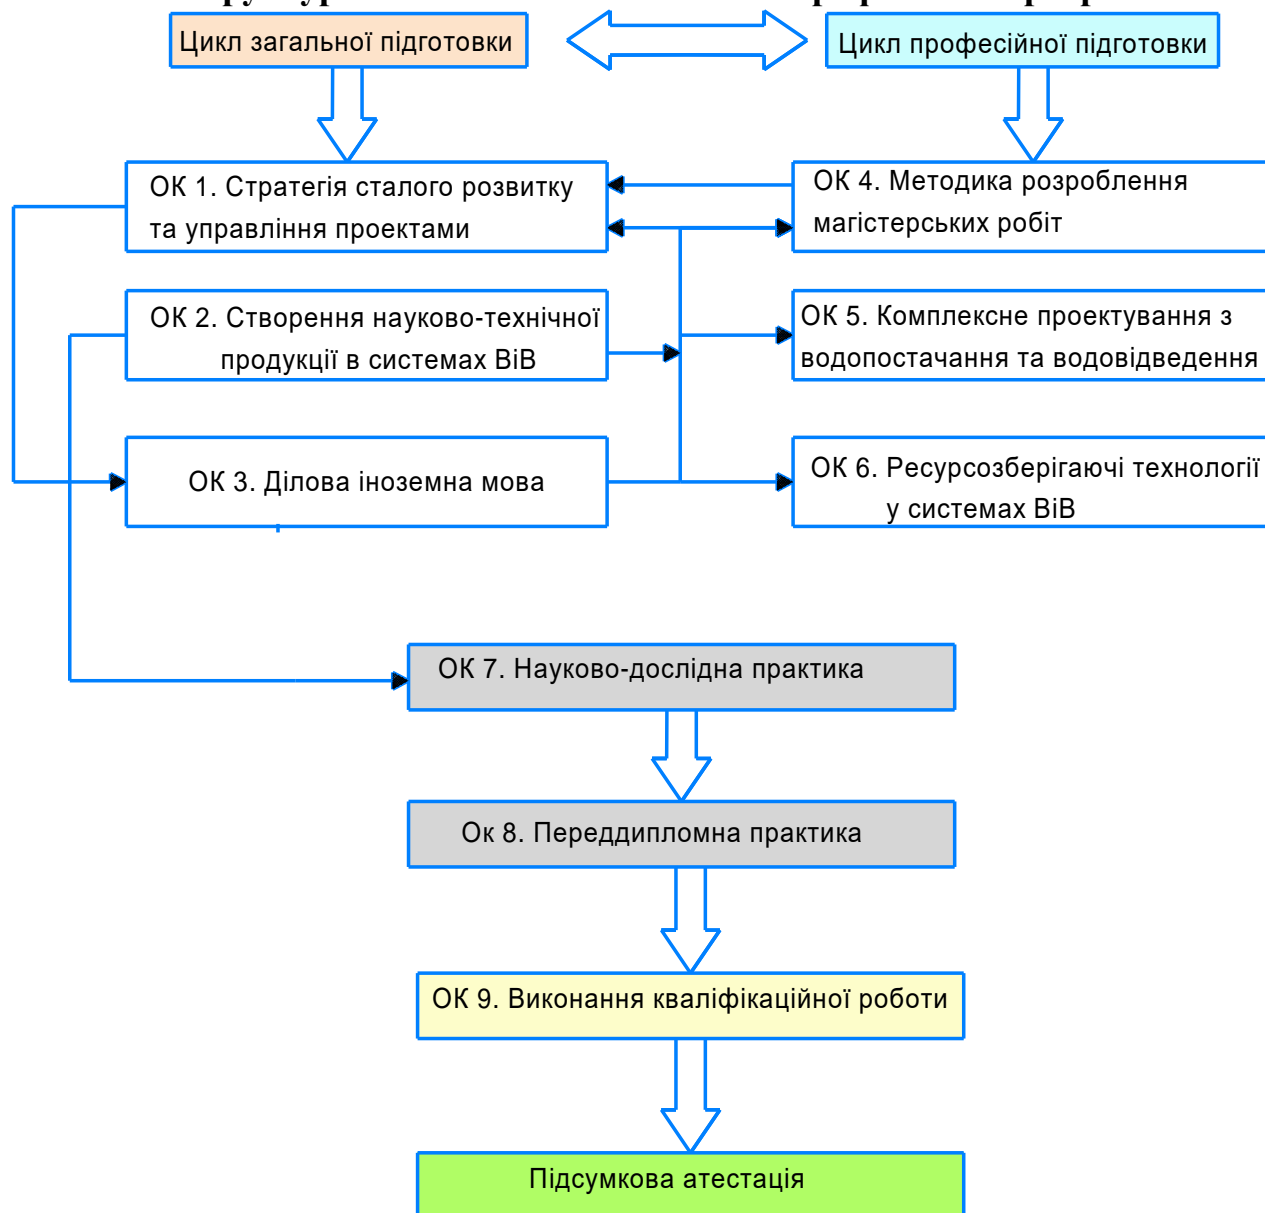 Цикл загальної підготовки
Цикл професійної підготовки
ОК 1. Стратегія сталого розвитку
та управління проектами
ОК 4. Методика розроблення
магістерських робіт
ОК 2. Створення науково-технічної
продукції в системах ВіВ
ОК 5. Комплексне проектування з
водопостачання та водовідведення
ОК 3. Ділова іноземна мова
ОК 6. Ресурсозберігаючі технології
у системах ВіВ
ОК 7. Науково-дослідна практика
Ок 8. Переддипломна практика
ОК 9. Виконання кваліфікаційної роботи
Підсумкова атестація